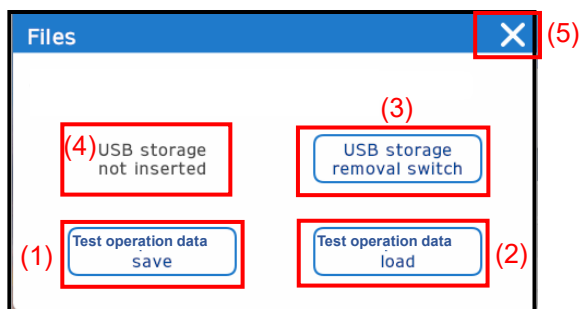 Files
(5)
(3)
(4)
USB storage
not inserted
USB storage
removal switch
(1)
Test operation data
save
Test operation data
load
(2)